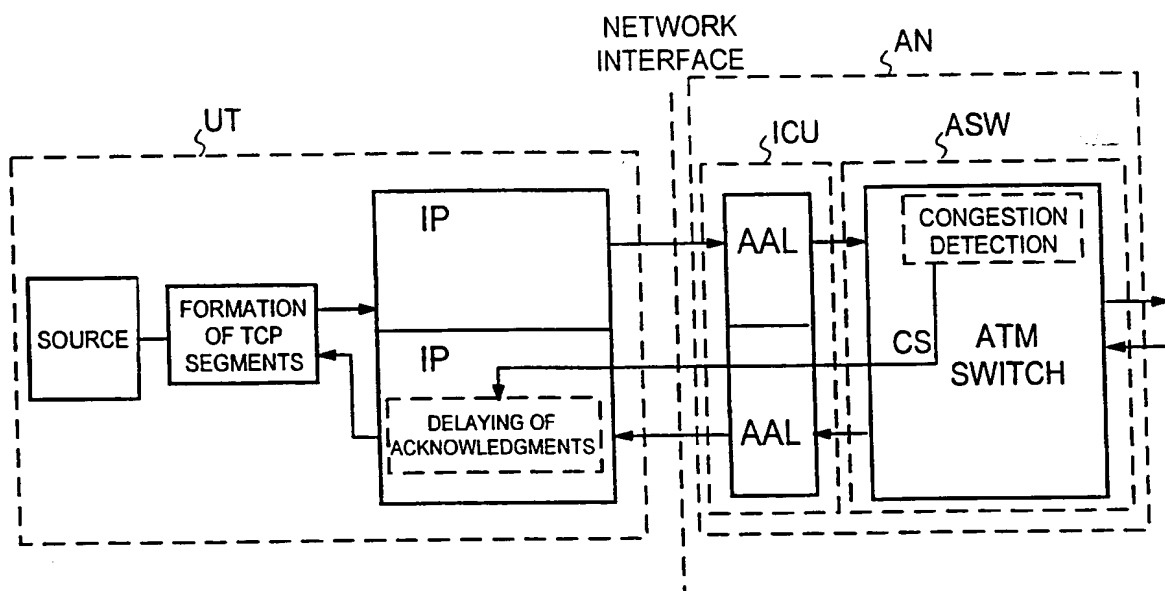 NETWORK
INTERFACE
AN
UT
ICU
ASW
IP
AAL
CONGESTION
DETECTION
SOURCE
FORMATION
OF TCP
SEGMENTS
IP
CS
ATM
SWITCH
DELAYING OF
ACKNOWLEDGMENTS
AAL